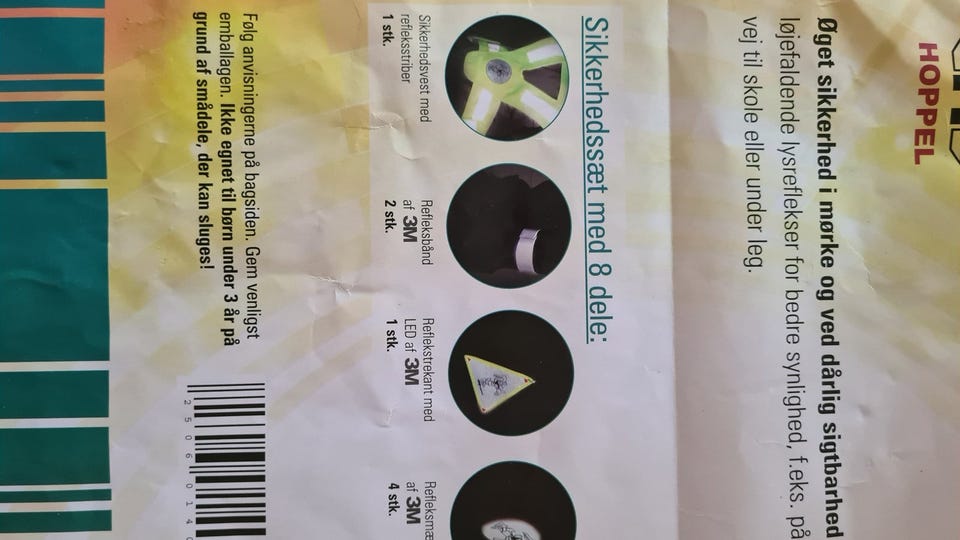 HOPPEL
Øget sikkerhed i mørke og ved dårlig sigtbarhed
iøjefaldende lysreflekser for bedre synlighed, f.eks. på
vej til skole eller under leg.
Sikkerhedssæt med 8 dele:
Sikkerhedsvest med
refleksstriber
1 stk.
Refleksbånd
af 3M
2 stk.
Reflekstrekant med
LED af 3M
1 stk.
af 3M
4 stk.
Følg anvisningerne på bagsiden. Gem venligst
emballagen. Ikke egnet til børn under 3 år på
grund af smådele, der kan sluges!
2 506 014